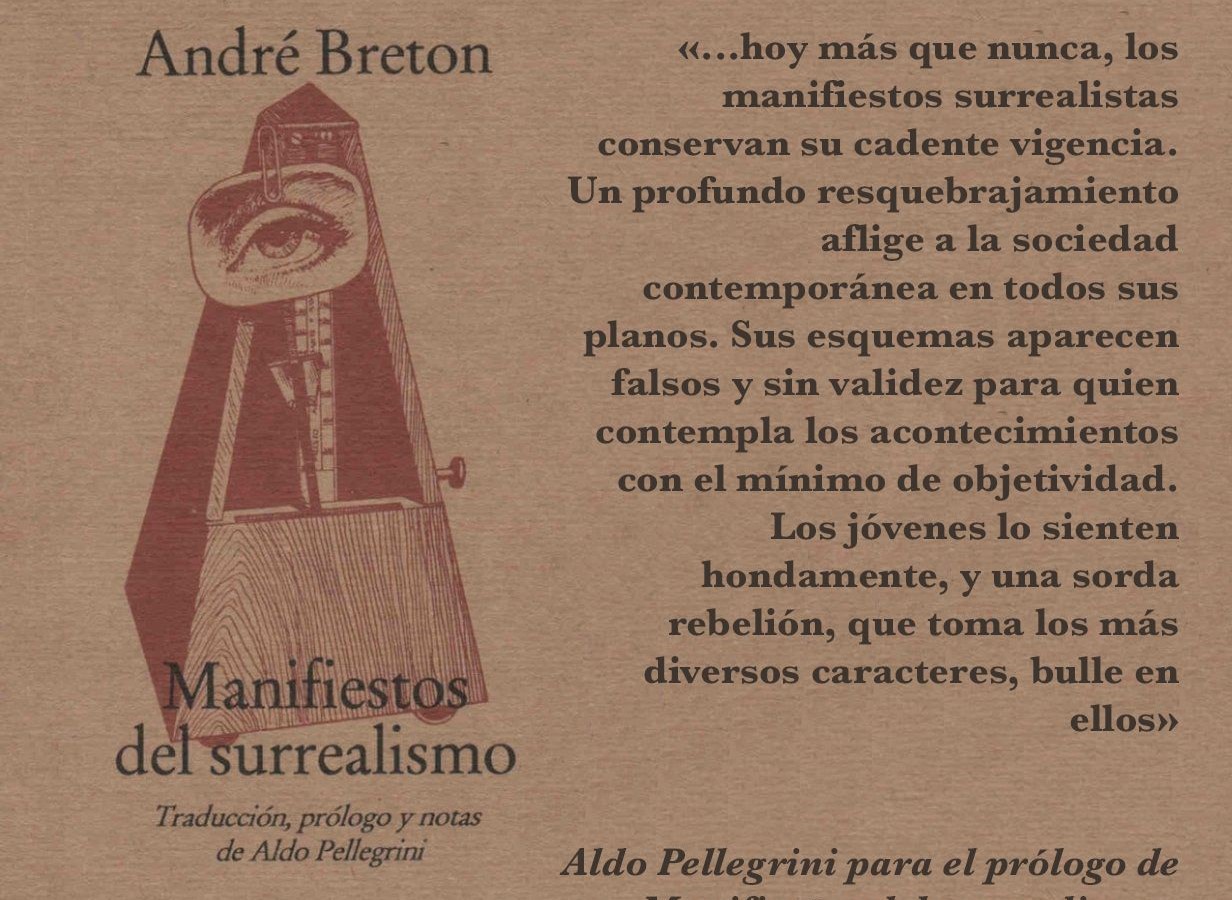 André Breton
Manifiestos
del surrealismo
Traducción, prólogo y notas
de Aldo Pellegrini
«…hoy más que nunca, los
manifiestos surrealistas
conservan su cadente vigencia.
Un profundo resquebrajamiento
aflige a la sociedad
contemporánea en todos sus
planos. Sus esquemas aparecen
falsos y sin validez para quien
contempla los acontecimientos
con el mínimo de objetividad.
Los jóvenes lo sienten
hondamente, y una sorda
rebelión, que toma los más
diversos caracteres, bulle en
ellos»
Aldo Pellegrini para el prólogo de